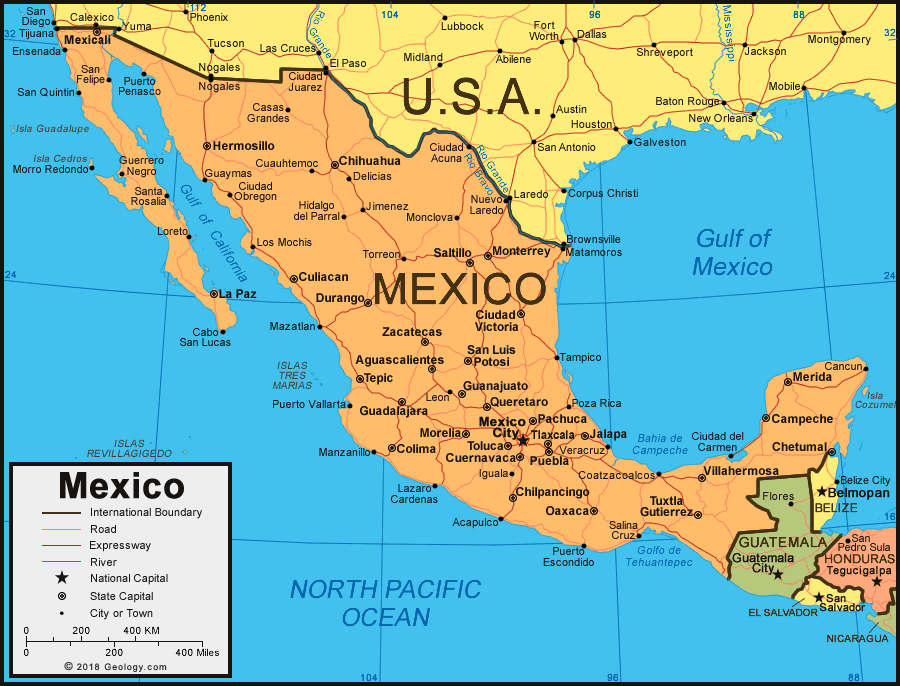 San
Diego
Tijuana
Calexico
Yuma
112
Phoenix
104
96
88
32
32
Mexicali
Ensenada
Tucson
Las Cruces
Rio Grande
El Paso
Lubbock
Midland
Abilene
Fort
Worth
Dallas
Shreveport
Mississippi
Jackson
Montgomery
Nogales
Nogales
Ciudad
Juarez
San
Felipe
San Quintin
Puerto
Penasco
U.S.A.
Casas
Grandes
Austin
Houston
Baton Rouge
New Orleans
Mobile
Isla Guadalupe
Hermosillo
San Antonio
Galveston
Isla Cedros
Morro Redondo
Guerrero
Negro
Guaymas
Cuauhtemoc
Chihuahua
Delicias
Ciudad
Acuna
Rio Grande
Rio Bravo
Santa
Rosalia
Ciudad
Obregon
Hidalgo
del Parral
Jimenez
Monclova
Nuevo
Laredo
Laredo
Corpus Christi
Gulf of California
Loreto
Los Mochis
Torreon
Saltillo
Monterrey
Brownsville
Matamoros
Gulf of
Mexico
24
24
La Paz
Culiacan
Durango
MEXICO
Ciudad
Victoria
Cabo
San Lucas
Mazatlan
Zacatecas
Aguascalientes
San Luis
Potosi
Tampico
ISLAS
TRES
MARIAS
Tepic
Leon
Guanajuato
Queretaro
Puerto Vallarta
Guadalajara
Poza Rica
Mexico
City
Pachuca
Morelia
Tlaxcala
Jalapa
Toluca
Veracruz
Colima
Cuernavaca
Puebla
Manzanillo
ISLAS
REVILLAGIGEDO
Bahia de
Campeche
Ciudad del
Carmen
Merida
Cancun
Isla
Cozumel
Campeche
Chetumal
Iguala
Coatzacoalcos
Villahermosa
Lazaro
Cardenas
Chilpancingo
Acapulco
Oaxaca
Tuxtla
Gutierrez
Salina
Cruz
Puerto
Escondido
Golfo de
Tehuantepec
Flores
Belize City
Belmopan
BELIZE
16
GUATEMALA
Guatemala
City
San
Pedro Sula
HONDURAS
Tegucigalpa
San
Salvador
EL SALVADOR
NICARAGUA
NORTH PACIFIC
OCEAN
104
96
88
Mexico
International Boundary
Road
Expressway
River
National Capital
State Capital
City or Town
0 200 400 KM
0 200 400 Miles
© 2018 Geology.com